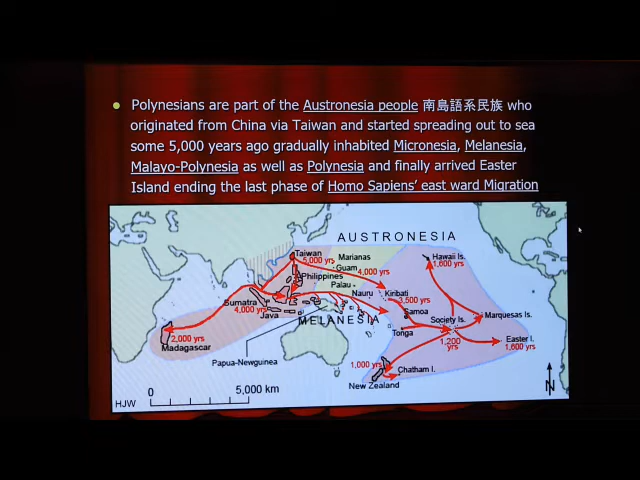 Polynesians are part of the Austronesia people 南島語系民族 who
originated from China via Taiwan and started spreading out to sea
some 5,000 years ago gradually inhabited Micronesia, Melanesia,
Malayo-Polynesia as well as Polynesia and finally arrived Easter
Island ending the last phase of Homo Sapiens' east ward Migration
AUSTRONESIA
Taiwan
5,000 yrs
Marianas
Guam
4,000 yrs
Philippines
Palau
Hawaii Is.
1,600 yrs
Nauru
Kiribati
3,500 yrs
Sumatra
4,000 yrs
Java
MELANESIA
Samoa
Society Is.
Marquesas Is.
Tonga
1,200
yrs
Easter I.
1,600 yrs
2,000 yrs
Madagascar
Papua-Newguinea
1,000 yrs
Chatham I.
New Zealand
HJW
0
5,000 km
N